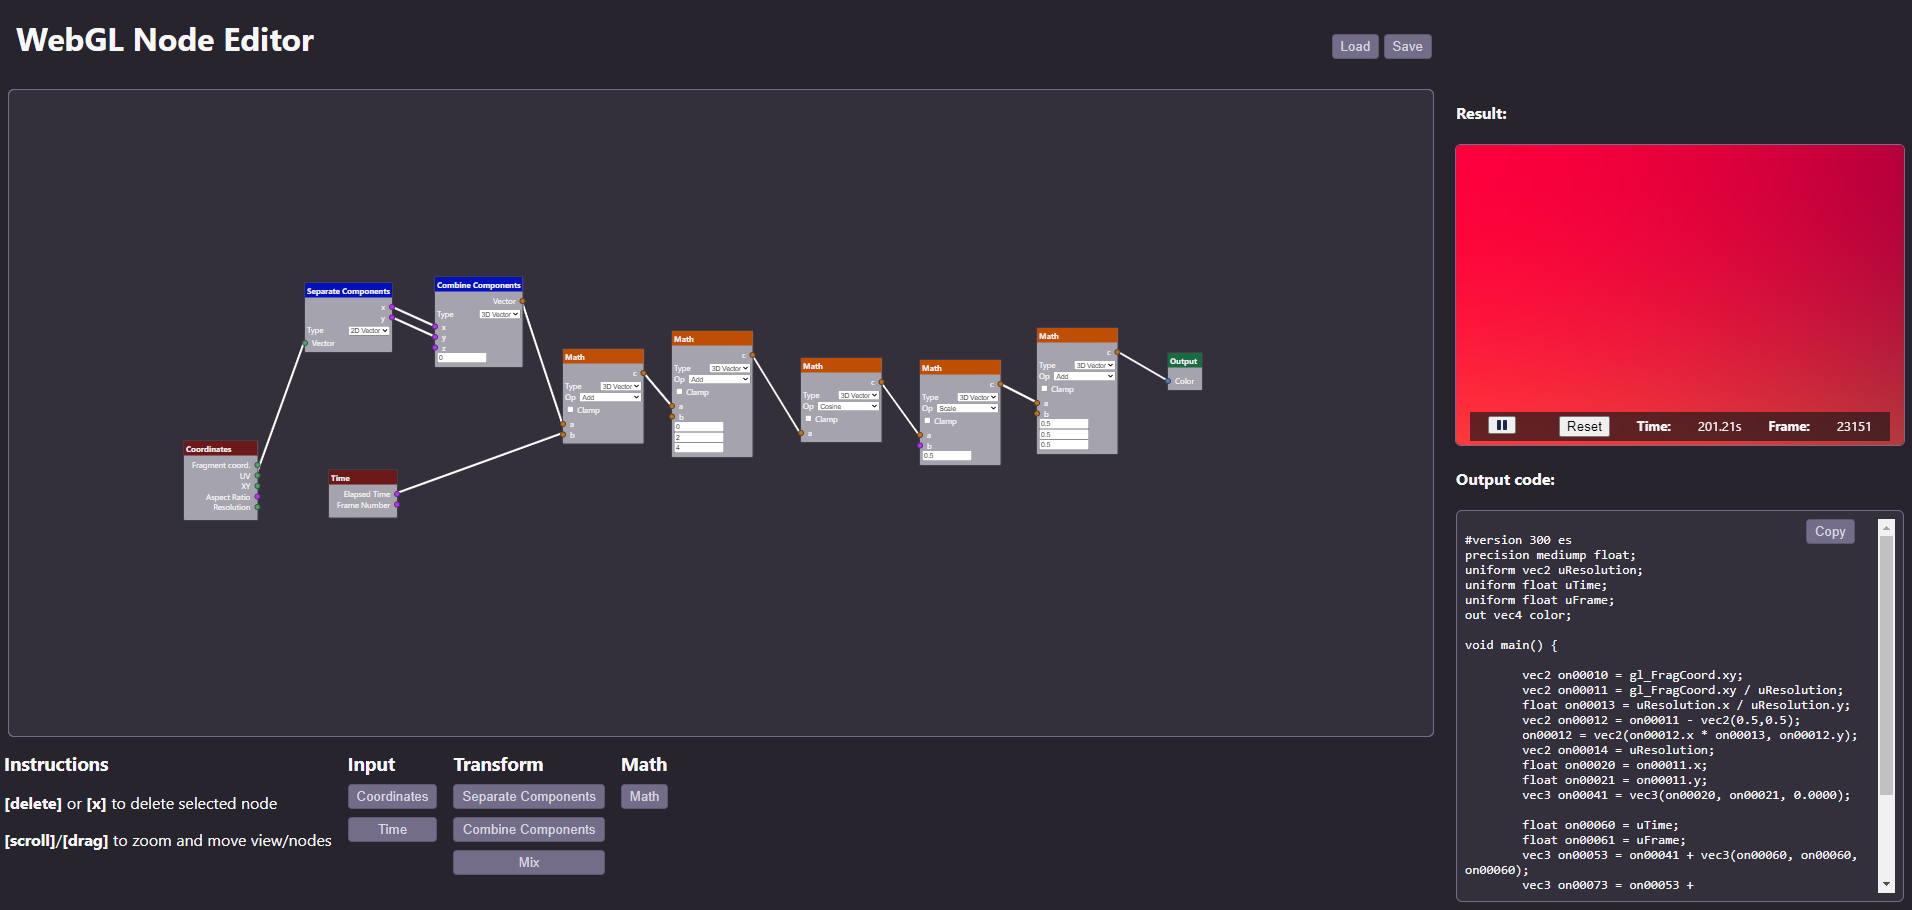 WebGL Node Editor
Load
Save
Separate Components
x
y
Type
2D Vector
Vector
Combine Components
Vector
Type
3D Vector
x
y
z
0
Math
c
Type
3D Vector
Op
Add
Clamp
a
b
Math
c
Type
3D Vector
Op
Add
Clamp
a
b
0
2
4
Math
c
Type
3D Vector
Op
Cosine
Clamp
a
Math
c
Type
3D Vector
Op
Scale
Clamp
a
b
0.5
Math
c
Type
3D Vector
Op
Add
Clamp
a
b
0.5
0.5
0.5
Output
Color
Coordinates
Fragment coord.
UV
XY
Aspect Ratio
Resolution
Time
Elapsed Time
Frame Number
Result:
Reset
Time:
201.21s
Frame:
23151
Output code:
Copy
#version 300 es
precision mediump float;
uniform vec2 uResolution;
uniform float uTime;
uniform float uFrame;
out vec4 color;
void main() {
vec2 on00010 = gl_FragCoord.xy;
vec2 on00011 = gl_FragCoord.xy / uResolution;
float on00013 = uResolution.x / uResolution.y;
vec2 on00012 = on00011 - vec2(0.5,0.5);
on00012 = vec2(on00012.x * on00013, on00012.y);
vec2 on00014 = uResolution;
float on00020 = on00011.x;
float on00021 = on00011.y;
vec3 on00041 = vec3(on00020, on00021, 0.0000);
float on00060 = uTime;
float on00061 = uFrame;
vec3 on00053 = on00041 + vec3(on00060, on00060,
on00060);
vec3 on00073 = on00053 +
Instructions
[delete] or [x] to delete selected node
[scroll]/[drag] to zoom and move view/nodes
Input
Coordinates
Time
Transform
Separate Components
Combine Components
Mix
Math
Math